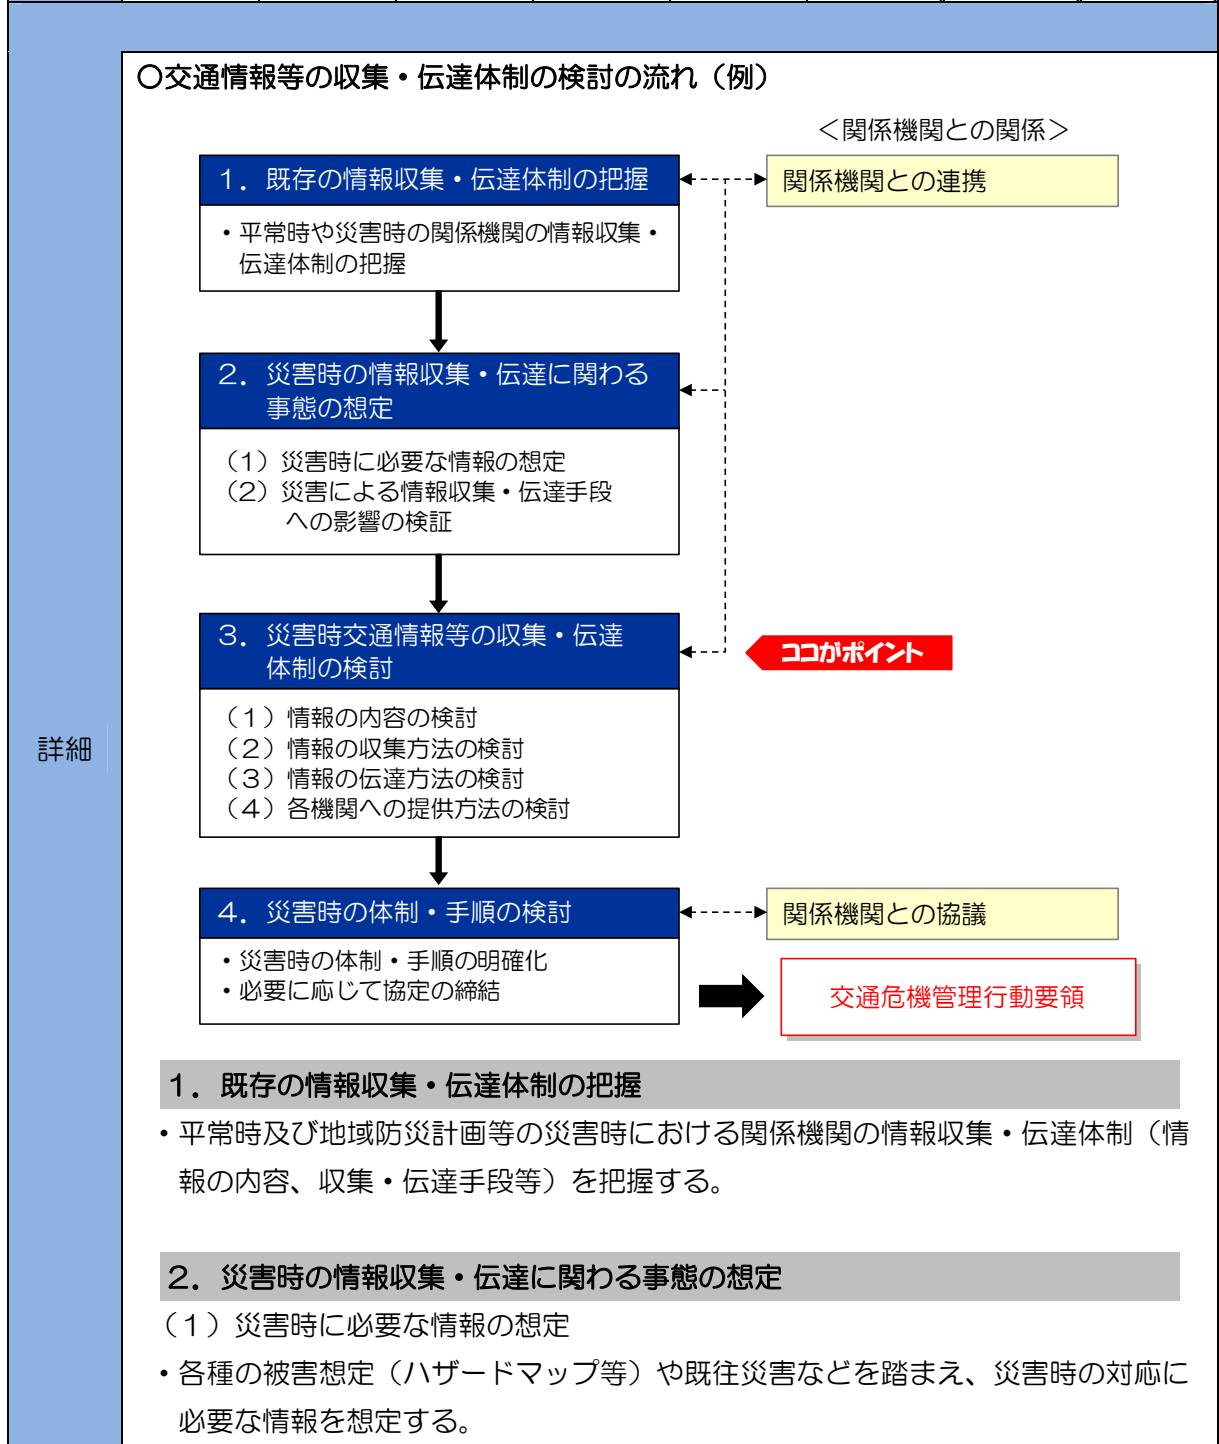 詳細
〇交通情報等の収集・伝達体制の検討の流れ（例）
＜関係機関との関係＞
１．既存の情報収集・伝達体制の把握
関係機関との連携
・平常時や災害時の関係機関の情報収集・
伝達体制の把握
２．災害時の情報収集・伝達に関わる
事態の想定
（１）災害時に必要な情報の想定
（２）災害による情報収集・伝達手段
への影響の検証
３．災害時交通情報等の収集・伝達
体制の検討
ココがポイント
（１）情報の内容の検討
（２）情報の収集方法の検討
（３）情報の伝達方法の検討
（４）各機関への提供方法の検討
４．災害時の体制・手順の検討
関係機関との協議
・災害時の体制・手順の明確化
・必要に応じて協定の締結
交通危機管理行動要領
１．既存の情報収集・伝達体制の把握
・平常時及び地域防災計画等の災害時における関係機関の情報収集・伝達体制（情
報の内容、収集・伝達手段等）を把握する。
２．災害時の情報収集・伝達に関わる事態の想定
（１）災害時に必要な情報の想定
・各種の被害想定（ハザードマップ等）や既往災害などを踏まえ、災害時の対応に
必要な情報を想定する。